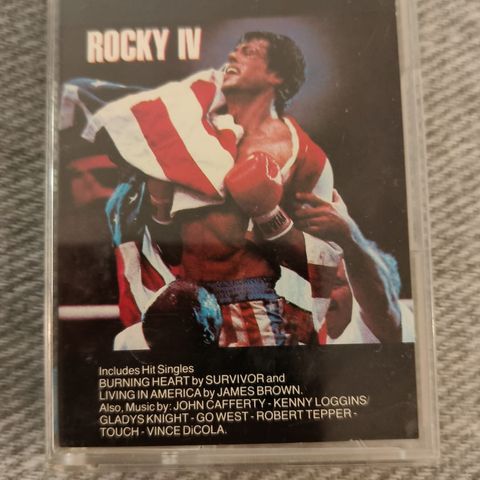 ROCKY IV
Includes Hit Singles
BURNING HEART by SURVIVOR and
LIVING IN AMERICA by JAMES BROWN.
Also, Music by: JOHN CAFFERTY - KENNY LOGGINS/
GLADYS KNIGHT - GO WEST - ROBERT TEPPER -
TOUCH - VINCE DiCOLA.